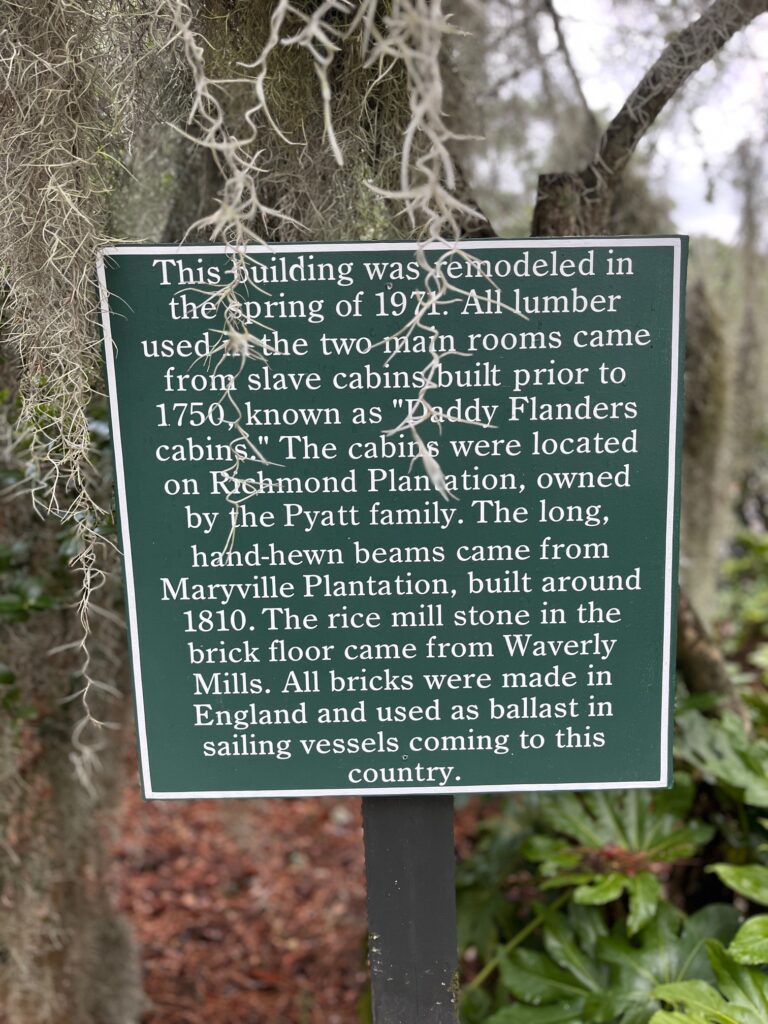 This building was remodeled in
the spring of 1971. All lumber
used in the two main rooms came
from slave cabins built prior to
1750, known as "Daddy Flanders
cabins." The cabins were located
on Richmond Plantation, owned
by the Pyatt family. The long,
hand-hewn beams came from
Maryville Plantation, built around
1810. The rice mill stone in the
brick floor came from Waverly
Mills. All bricks were made in
England and used as ballast in
sailing vessels coming to this
country.